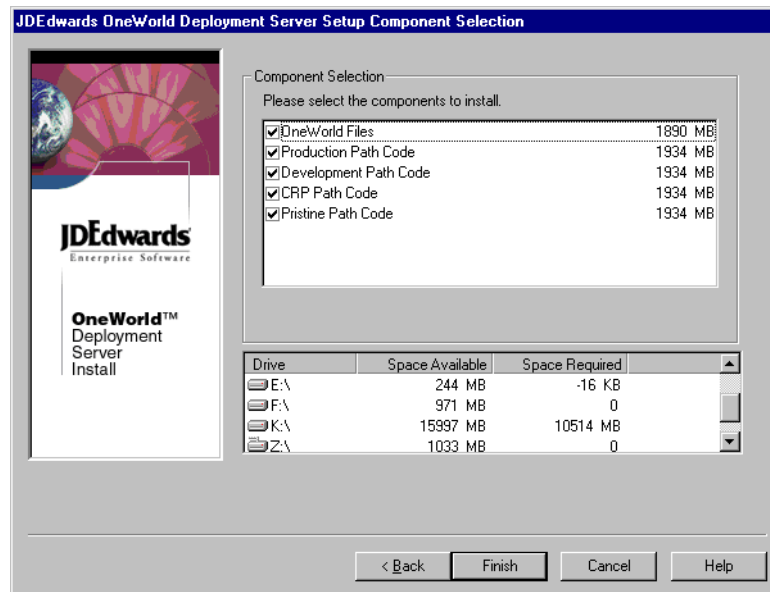 JDEdwards OneWorld Deployment Server Setup Component Selection
JDEdwards
Enterprise Software
OneWorld™
Deployment
Server
Install
Component Selection
Please select the components to install.
OneWorld Files 1890 MB
Production Path Code 1934 MB
Development Path Code 1934 MB
CRP Path Code 1934 MB
Pristine Path Code 1934 MB
Drive Space Available Space Required
E:\ 244 MB -16 KB
F:\ 971 MB 0
K:\ 15997 MB 10514 MB
Z:\ 1033 MB 0
< Back Finish Cancel Help